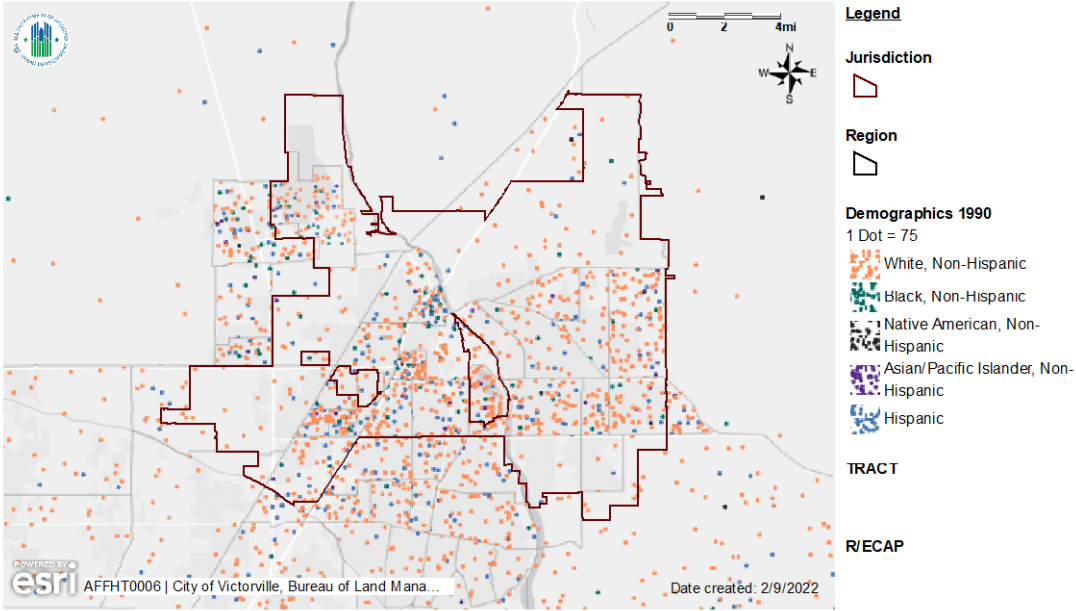 0 2 4mi
N
W E
S
Legend
Jurisdiction
Region
Demographics 1990
1 Dot = 75
White, Non-Hispanic
Black, Non-Hispanic
Native American, Non-
Hispanic
Asian/Pacific Islander, Non-
Hispanic
Hispanic
TRACT
R/ECAP
POWERED BY
esri
AFFHT0006 | City of Victorville, Bureau of Land Mana...
Date created: 2/9/2022